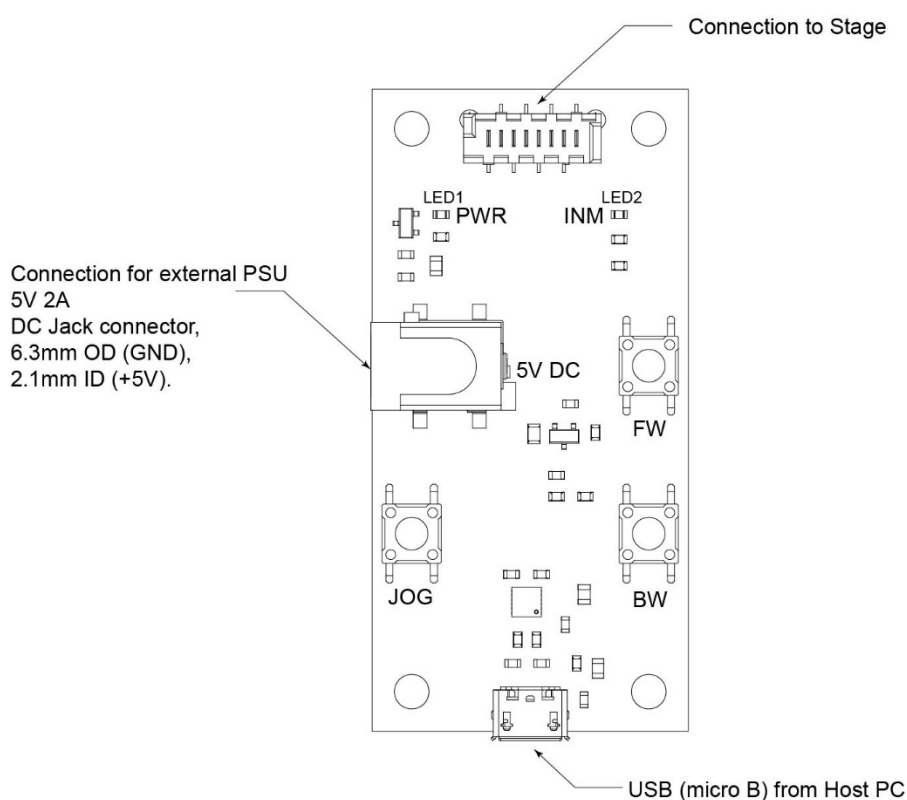 Connection to Stage
LED1
PWR
LED2
INM
Connection for external PSU
5V 2A
DC Jack connector,
6.3mm OD (GND),
2.1mm ID (+5V).
5V DC
FW
JOG
BW
USB (micro B) from Host PC